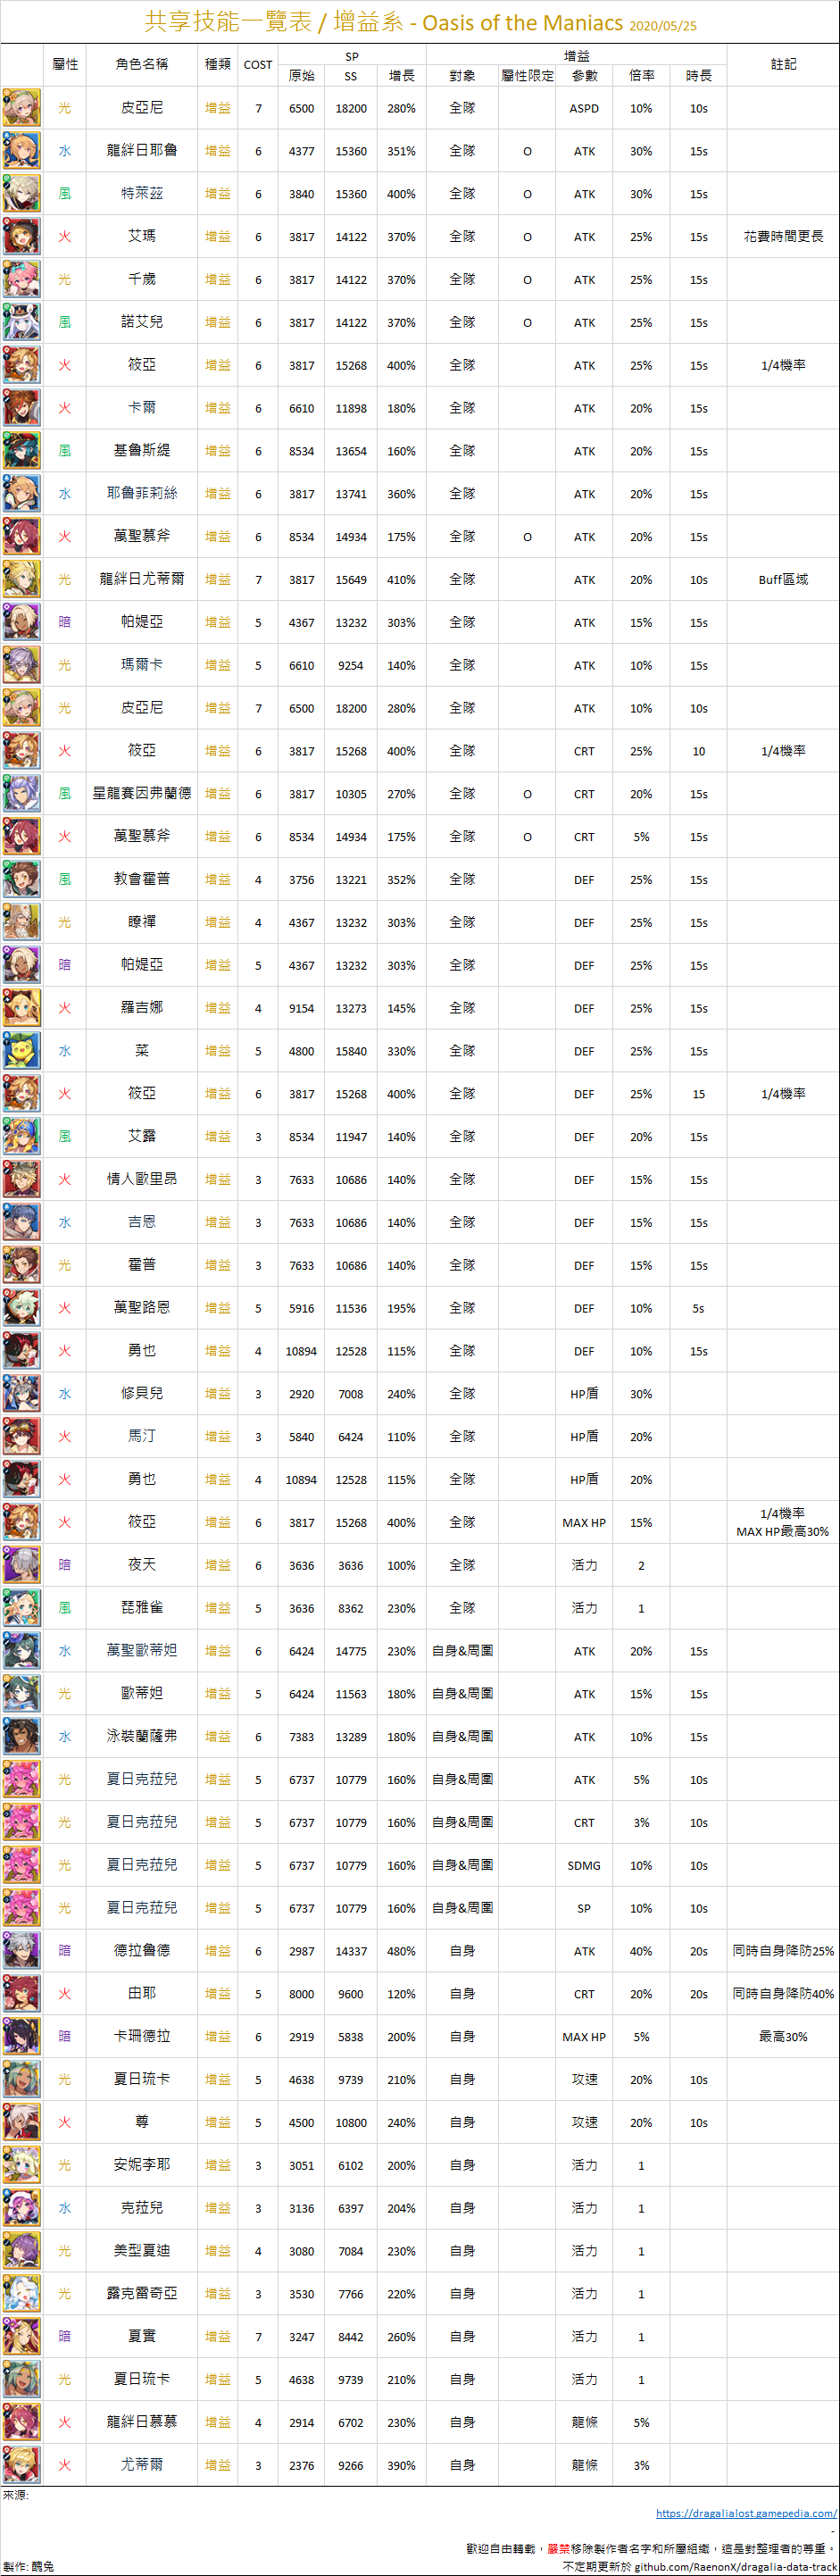 共享技能一覽表 / 增益系 - Oasis of the Maniacs 2020/05/25
SP 增益
屬性 角色名稱 種類 COST 原始 SS 增長 對象 屬性限定 參數 倍率 時長 註記
光 皮亞尼 增益 7 6500 18200 280% 全隊 ASPD 10% 10s
水 龍絆日耶魯 增益 6 4377 15360 351% 全隊 O ATK 30% 15s
風 特萊茲 增益 6 3840 15360 400% 全隊 O ATK 30% 15s
火 艾瑪 增益 6 3817 14122 370% 全隊 O ATK 25% 15s 花費時間更長
光 千歲 增益 6 3817 14122 370% 全隊 O ATK 25% 15s
風 諾艾兒 增益 6 3817 14122 370% 全隊 O ATK 25% 15s
火 筱亞 增益 6 3817 15268 400% 全隊 ATK 25% 15s 1/4機率
火 卡爾 增益 6 6610 11898 180% 全隊 ATK 20% 15s
風 基魯斯緹 增益 6 8534 13654 160% 全隊 ATK 20% 15s
水 耶魯菲莉絲 增益 6 3817 13741 360% 全隊 ATK 20% 15s
火 萬聖慕斧 增益 6 8534 14934 175% 全隊 O ATK 20% 15s
光 龍絆日尤蒂爾 增益 7 3817 15649 410% 全隊 ATK 20% 10s Buff區域
暗 帕媞亞 增益 5 4367 13232 303% 全隊 ATK 15% 15s
光 瑪爾卡 增益 5 6610 9254 140% 全隊 ATK 10% 15s
光 皮亞尼 增益 7 6500 18200 280% 全隊 ATK 10% 10s
火 筱亞 增益 6 3817 15268 400% 全隊 CRT 25% 10 1/4機率
風 星龍賽因弗蘭德 增益 6 3817 10305 270% 全隊 O CRT 20% 15s
火 萬聖慕斧 增益 6 8534 14934 175% 全隊 O CRT 5% 15s
風 教會霍普 增益 4 3756 13221 352% 全隊 DEF 25% 15s
光 瞭禪 增益 4 4367 13232 303% 全隊 DEF 25% 15s
暗 帕媞亞 增益 5 4367 13232 303% 全隊 DEF 25% 15s
火 羅吉娜 增益 4 9154 13273 145% 全隊 DEF 25% 15s
水 菜 增益 5 4800 15840 330% 全隊 DEF 25% 15s
火 筱亞 增益 6 3817 15268 400% 全隊 DEF 25% 15 1/4機率
風 艾露 增益 3 8534 11947 140% 全隊 DEF 20% 15s
火 情人歐里昂 增益 3 7633 10686 140% 全隊 DEF 15% 15s
水 吉恩 增益 3 7633 10686 140% 全隊 DEF 15% 15s
光 霍普 增益 3 7633 10686 140% 全隊 DEF 15% 15s
火 萬聖路恩 增益 5 5916 11536 195% 全隊 DEF 10% 5s
火 勇也 增益 4 10894 12528 115% 全隊 DEF 10% 15s
水 修貝兒 增益 3 2920 7008 240% 全隊 HP盾 30%
火 馬汀 增益 3 5840 6424 110% 全隊 HP盾 20%
火 勇也 增益 4 10894 12528 115% 全隊 HP盾 20%
火 筱亞 增益 6 3817 15268 400% 全隊 MAX HP 15% 1/4機率
MAX HP最高30%
暗 夜天 增益 6 3636 3636 100% 全隊 活力 2
風 琵雅雀 增益 5 3636 8362 230% 全隊 活力 1
水 萬聖歐蒂妲 增益 6 6424 14775 230% 自身&周圍 ATK 20% 15s
光 歐蒂妲 增益 5 6424 11563 180% 自身&周圍 ATK 15% 15s
水 泳裝蘭薩弗 增益 6 7383 13289 180% 自身&周圍 ATK 10% 15s
光 夏日克菈兒 增益 5 6737 10779 160% 自身&周圍 ATK 5% 10s
光 夏日克菈兒 增益 5 6737 10779 160% 自身&周圍 CRT 3% 10s
光 夏日克菈兒 增益 5 6737 10779 160% 自身&周圍 SDMG 10% 10s
光 夏日克菈兒 增益 5 6737 10779 160% 自身&周圍 SP 10% 10s
暗 德拉魯德 增益 6 2987 14337 480% 自身 ATK 40% 20s 同時自身降防25%
火 由耶 增益 5 8000 9600 120% 自身 CRT 20% 20s 同時自身降防40%
暗 卡珊德拉 增益 6 2919 5838 200% 自身 MAX HP 5% 最高30%
光 夏日琉卡 增益 5 4638 9739 210% 自身 攻速 20% 10s
火 尊 增益 5 4500 10800 240% 自身 攻速 20% 10s
光 安妮李耶 增益 3 3051 6102 200% 自身 活力 1
水 克菈兒 增益 3 3136 6397 204% 自身 活力 1
光 美型夏迪 增益 4 3080 7084 230% 自身 活力 1
光 露克雷奇亞 增益 3 3530 7766 220% 自身 活力 1
暗 夏實 增益 7 3247 8442 260% 自身 活力 1
光 夏日琉卡 增益 5 4638 9739 210% 自身 活力 1
火 龍絆日慕慕 增益 4 2914 6702 230% 自身 龍條 5%
火 尤蒂爾 增益 3 2376 9266 390% 自身 龍條 3%
來源:
https://dragalialost.gamepedia.com/
-
歡迎自由轉載，嚴禁移除製作者名字和所屬組織，這是對整理者的尊重。
製作: 醜兔 不定期更新於 github.com/RaenonX/dragalia-data-track